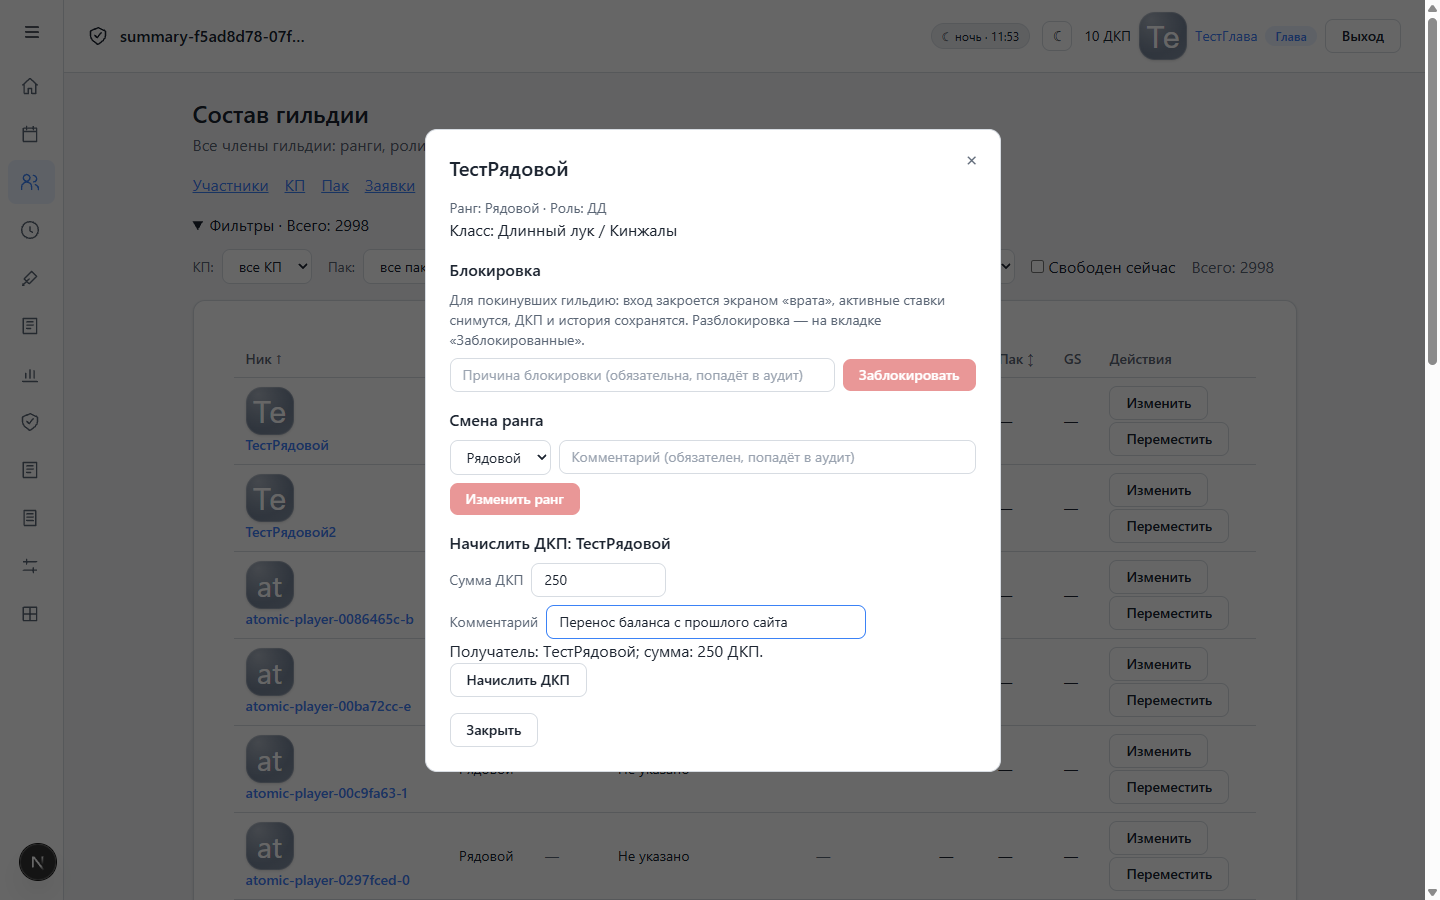 summary-f5ad8d78-07f...
☾ ночь · 11:53
☾
10 ДКП
Te
ТестГлава
Глава
Выход
Состав гильдии
Все члены гильдии: ранги, роли
Участники КП Пак Заявки
▼ Фильтры · Всего: 2998
КП: все КП Пак: все пак Свободен сейчас Всего: 2998
Ник ↑ Пак ↕ GS Действия
Te
ТестРядовой
— — Изменить
Переместить
Te
ТестРядовой2
— — Изменить
Переместить
at
atomic-player-0086465c-b
— — Изменить
Переместить
at
atomic-player-00ba72cc-e
— — Изменить
Переместить
at
atomic-player-00c9fa63-1
Рядовой Не указано — — Изменить
Переместить
at
atomic-player-0297fced-0
Рядовой — Не указано — — — — Изменить
Переместить
N
ТестРядовой ×
Ранг: Рядовой · Роль: ДД
Класс: Длинный лук / Кинжалы
Блокировка
Для покинувших гильдию: вход закроется экраном «врата», активные ставки
снимутся, ДКП и история сохранятся. Разблокировка — на вкладке
«Заблокированные».
Причина блокировки (обязательна, попадёт в аудит) Заблокировать
Смена ранга
Рядовой Комментарий (обязателен, попадёт в аудит)
Изменить ранг
Начислить ДКП: ТестРядовой
Сумма ДКП 250
Комментарий Перенос баланса с прошлого сайта
Получатель: ТестРядовой; сумма: 250 ДКП.
Начислить ДКП
Закрыть